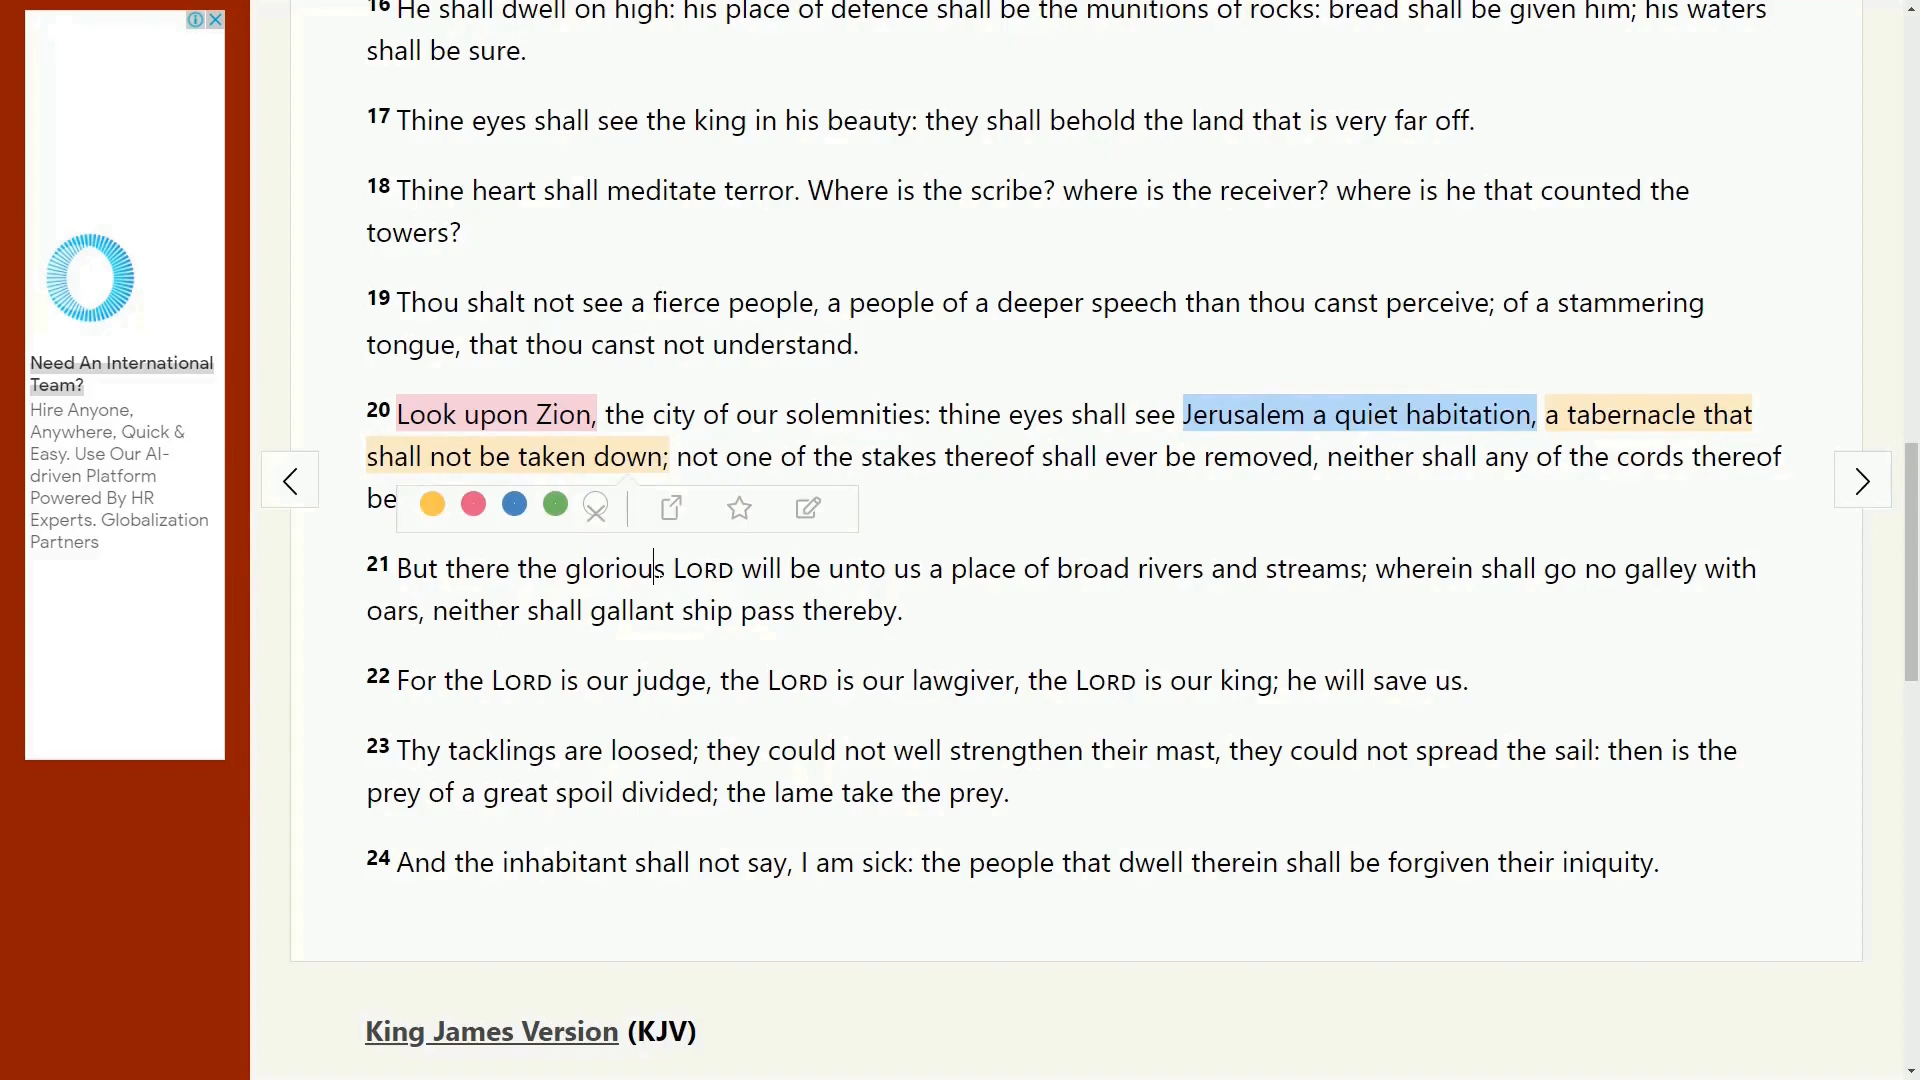 16 He shall dwell on high: his place of defence shall be the munitions of rocks: bread shall be given him; his waters
shall be sure.
17 Thine eyes shall see the king in his beauty: they shall behold the land that is very far off.
18 Thine heart shall meditate terror. Where is the scribe? where is the receiver? where is he that counted the
towers?
19 Thou shalt not see a fierce people, a people of a deeper speech than thou canst perceive; of a stammering
tongue, that thou canst not understand.
20 Look upon Zion, the city of our solemnities: thine eyes shall see Jerusalem a quiet habitation, a tabernacle that
shall not be taken down; not one of the stakes thereof shall ever be removed, neither shall any of the cords thereof
be
21 But there the glorious LORD will be unto us a place of broad rivers and streams; wherein shall go no galley with
oars, neither shall gallant ship pass thereby.
22 For the LORD is our judge, the LORD is our lawgiver, the LORD is our king; he will save us.
23 Thy tacklings are loosed; they could not well strengthen their mast, they could not spread the sail: then is the
prey of a great spoil divided; the lame take the prey.
24 And the inhabitant shall not say, I am sick: the people that dwell therein shall be forgiven their iniquity.
King James Version (KJV)
Need An International
Team?
Hire Anyone,
Anywhere, Quick &
Easy. Use Our AI-
driven Platform
Powered By HR
Experts. Globalization
Partners